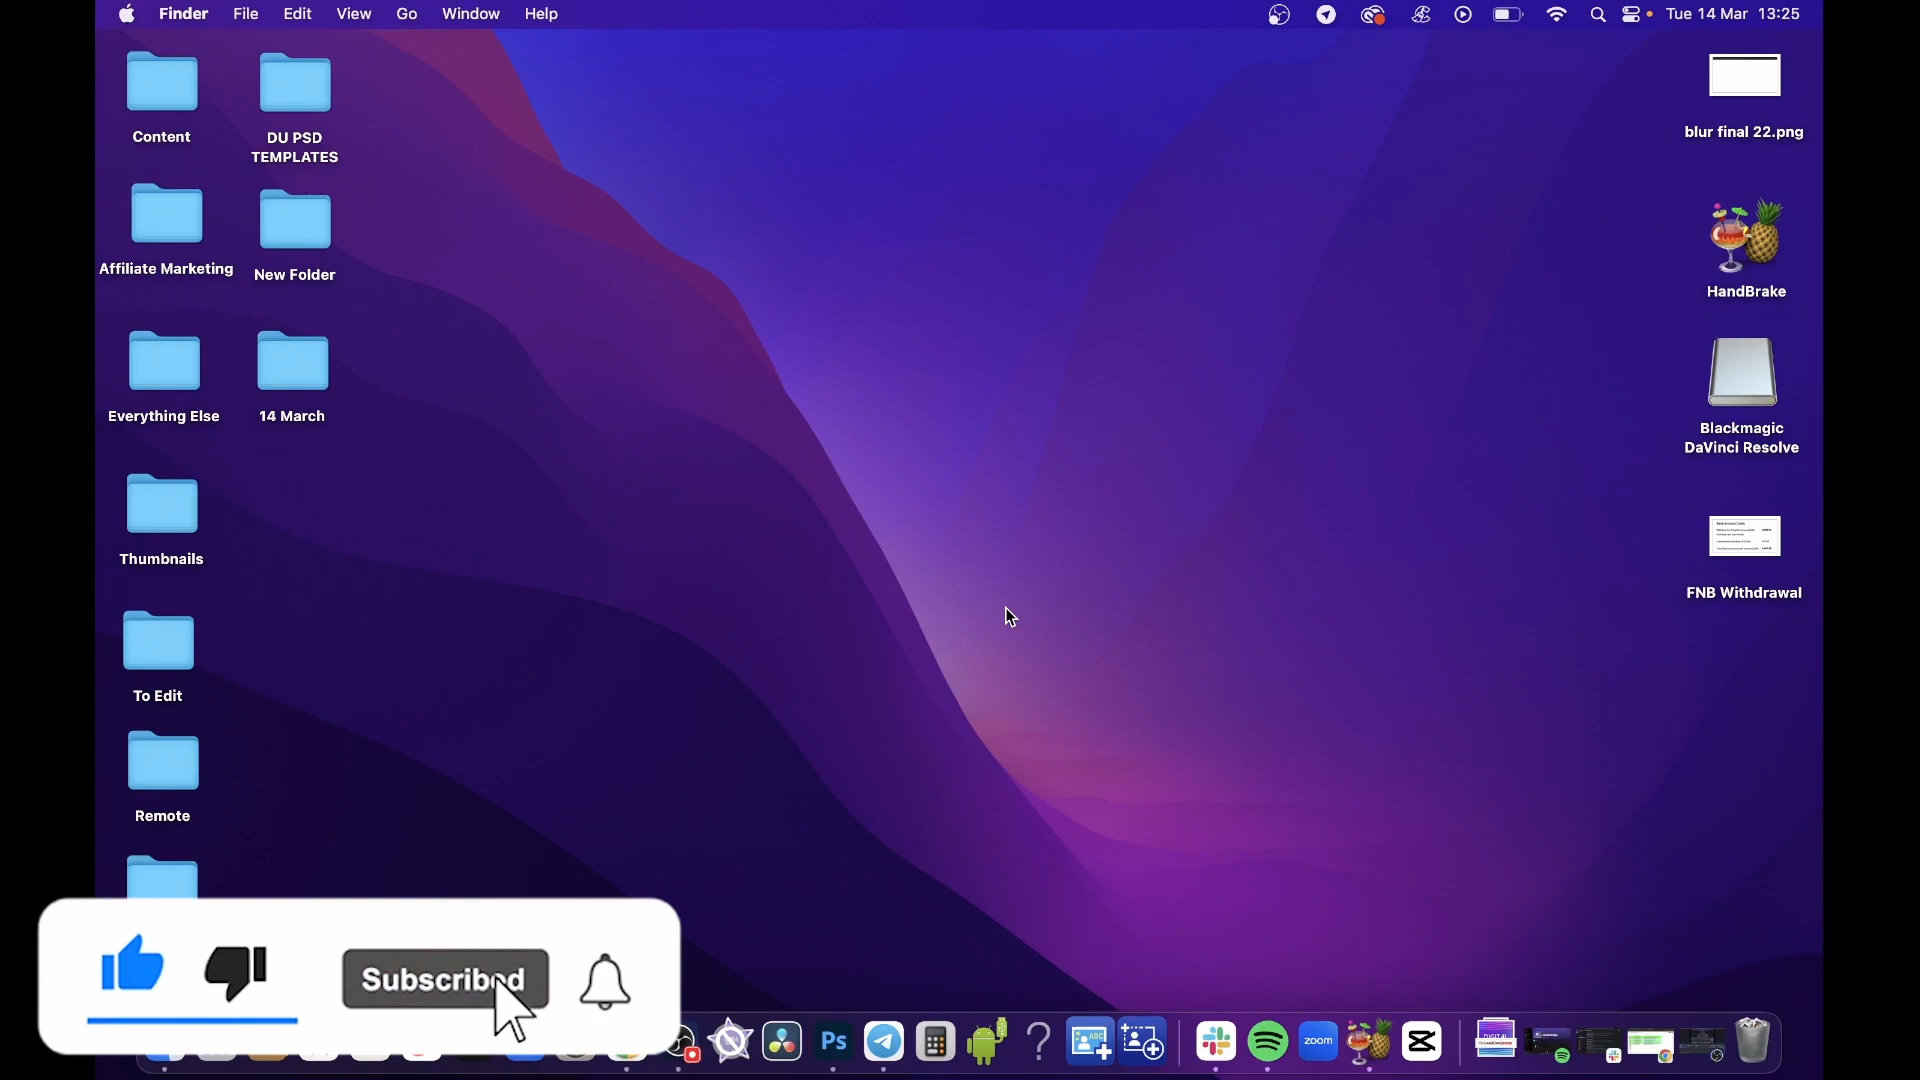 Finder File Edit View Go Window Help
Tue 14 Mar 13:25
Content
DU PSD
TEMPLATES
blur final 22.png
Affiliate Marketing
New Folder
HandBrake
Everything Else
14 March
Blackmagic
DaVinci Resolve
Thumbnails
FNB Withdrawal
To Edit
Remote
Subscribed
Ps
ABC
zoom